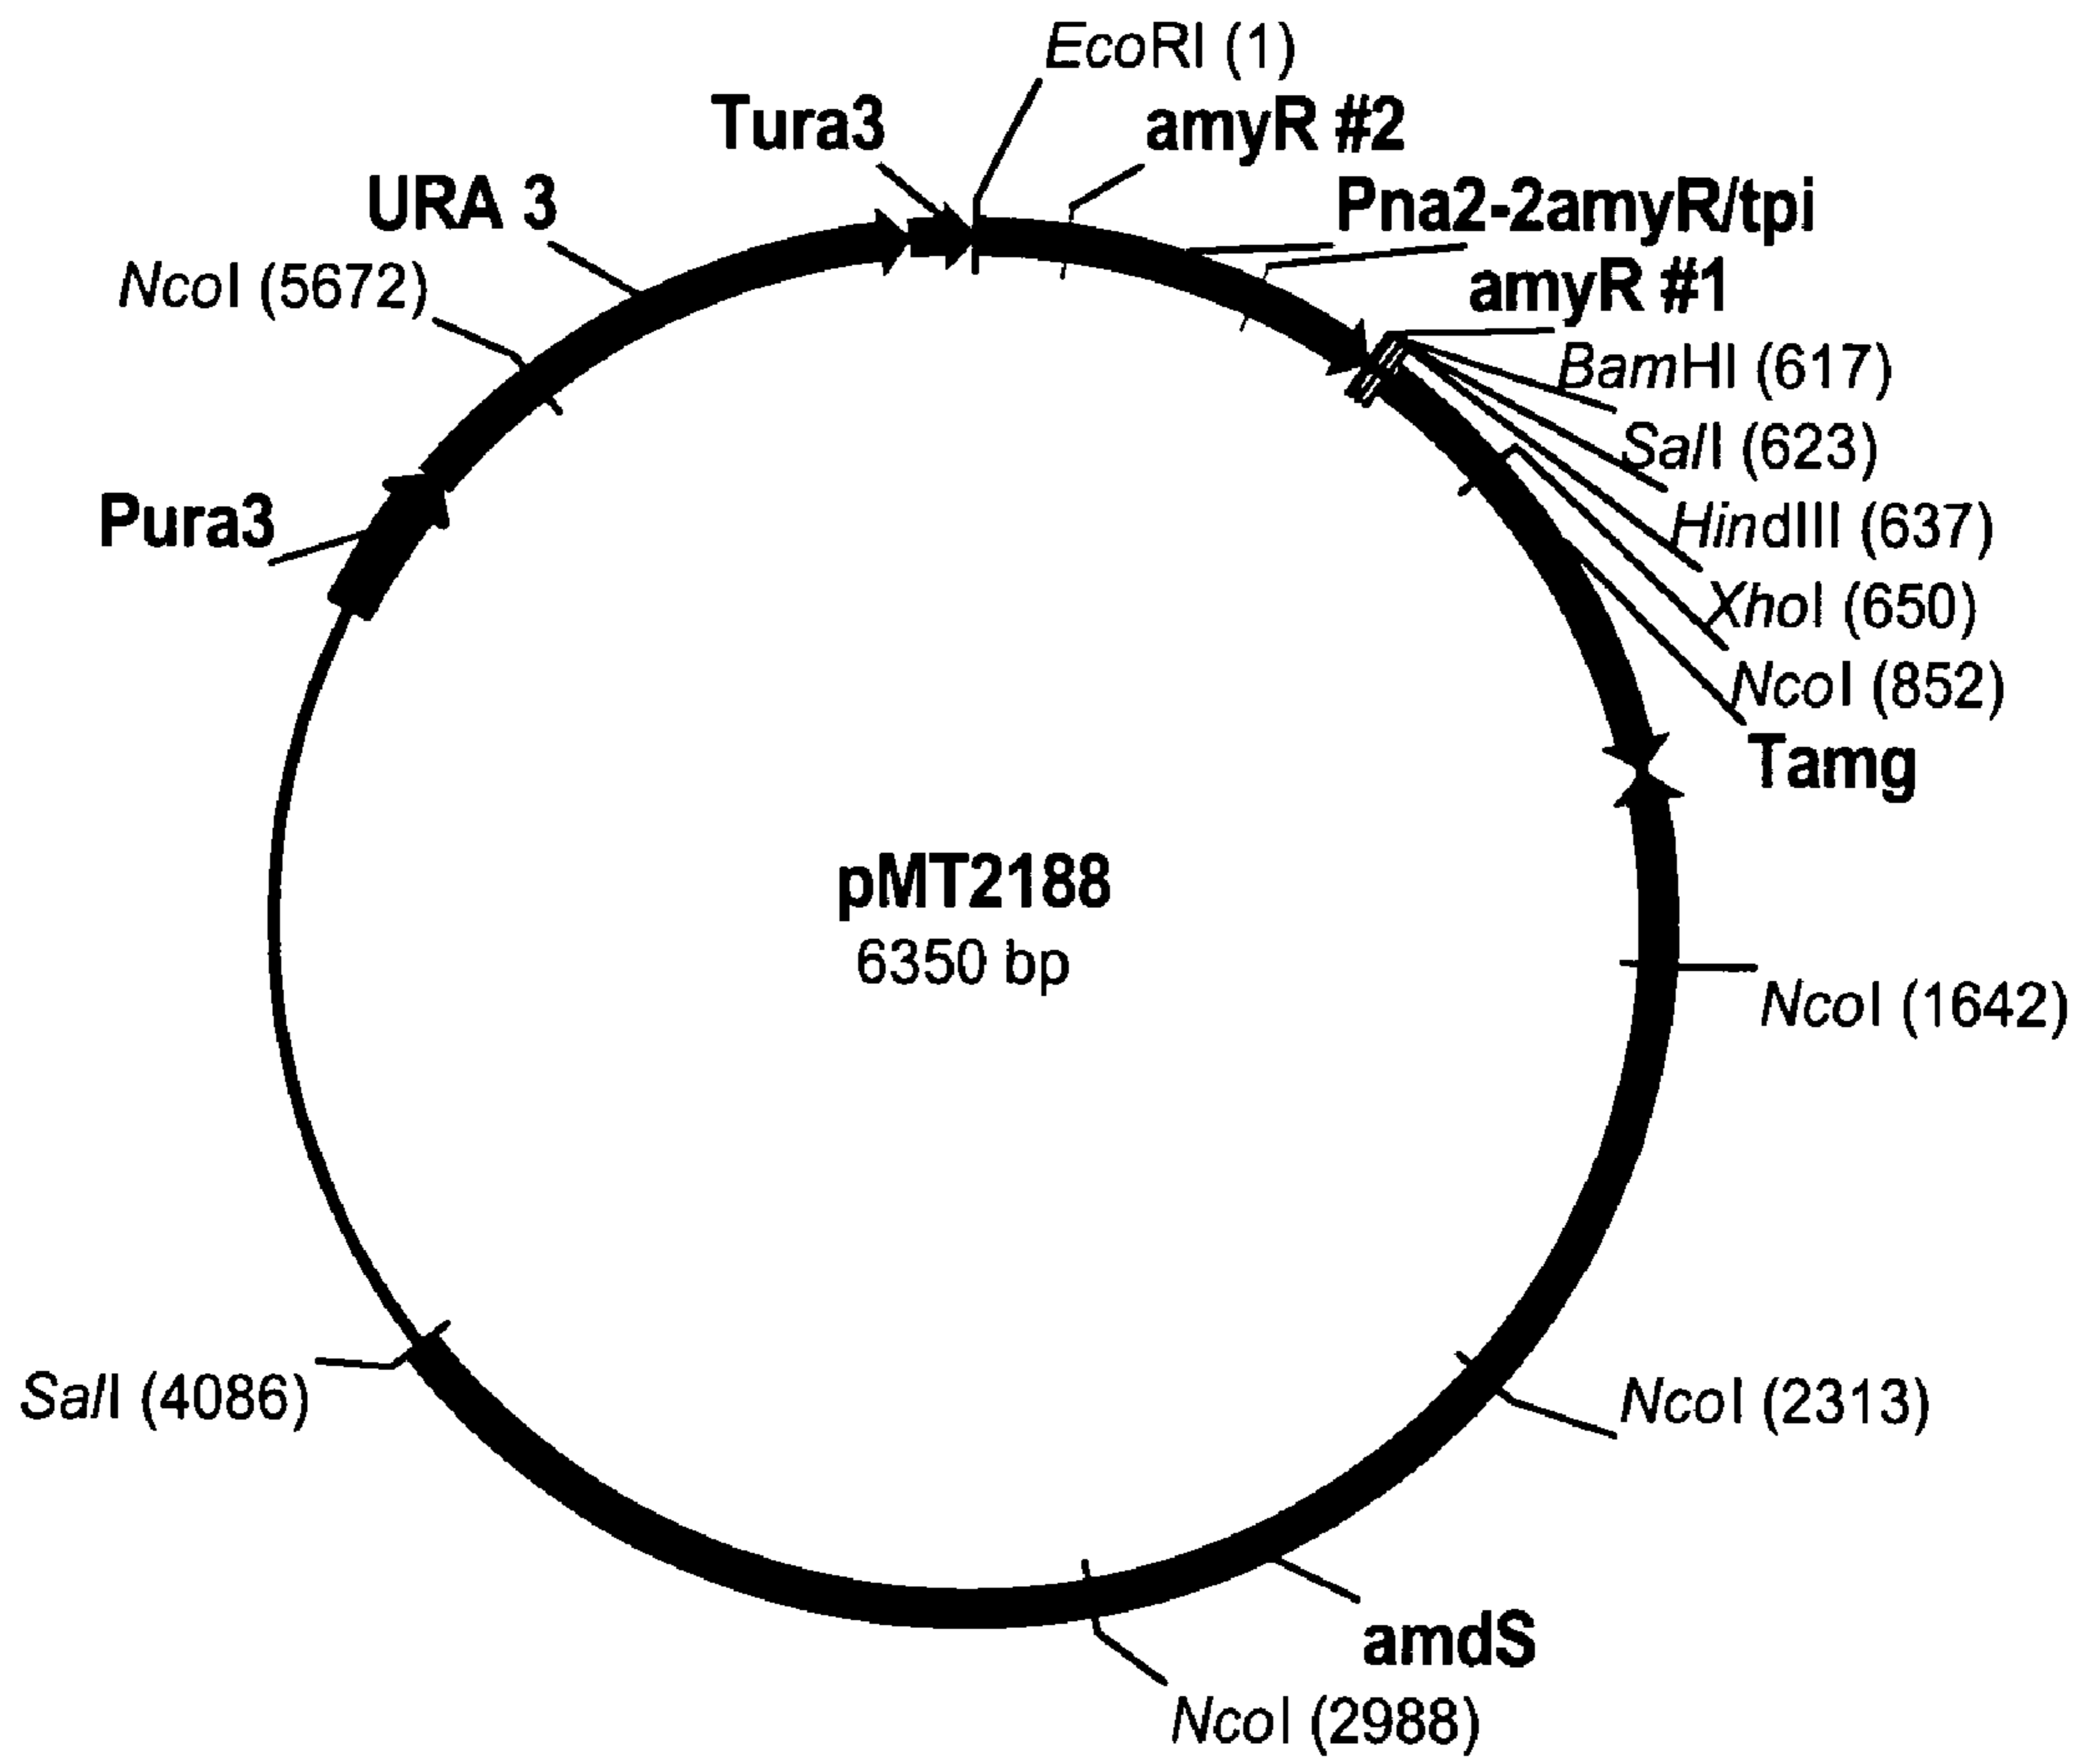 EcoRI (1)
Tura3
amyR #2
URA 3
Pna2-2amyR/tpi
NcoI (5672)
amyR #1
BamHI (617)
SalI (623)
Pura3
HindIII (637)
XhoI (650)
NcoI (852)
Tamg
pMT2188
6350 bp
NcoI (1642)
SalI (4086)
NcoI (2313)
amdS
NcoI (2988)